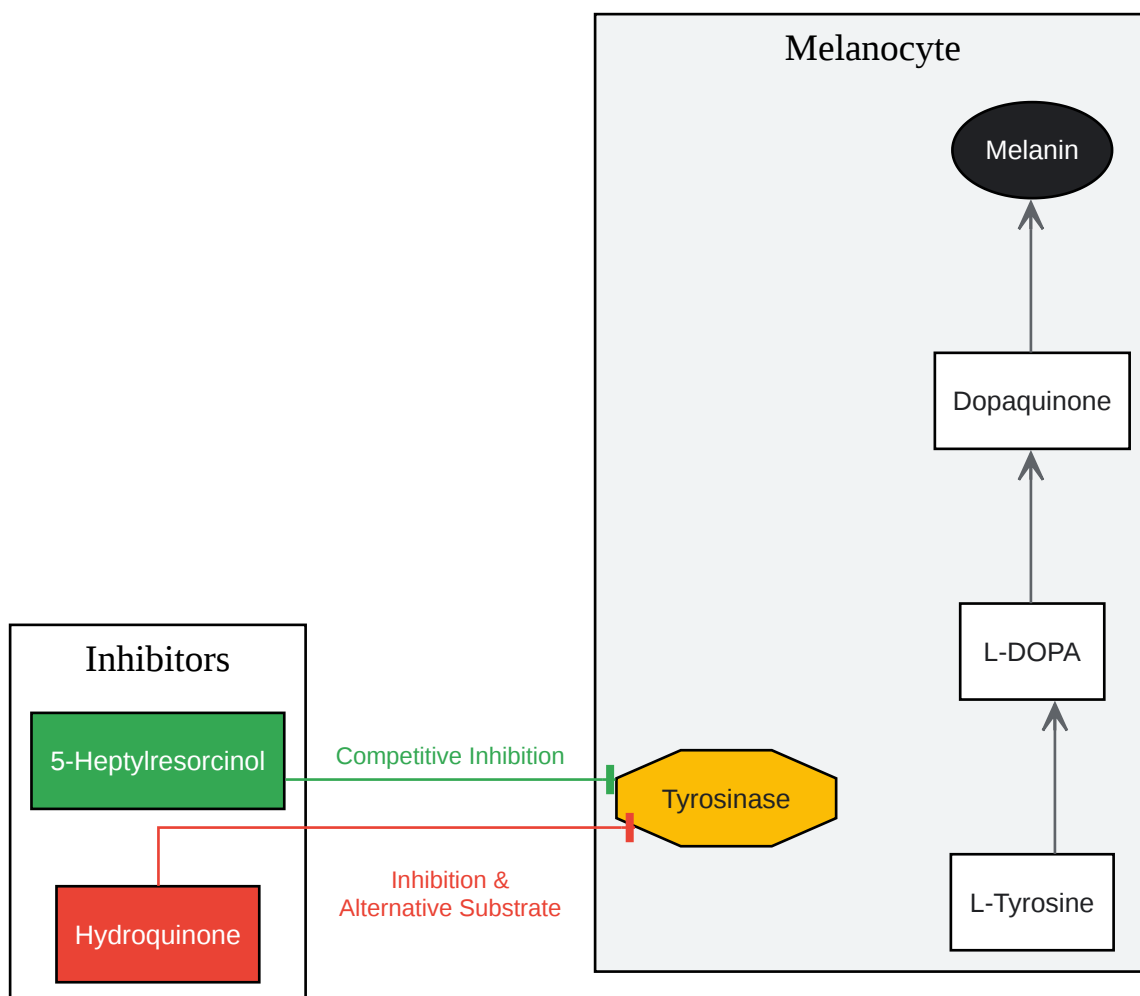 Melanocyte
Melanin
Dopaquinone
L-DOPA
Inhibitors
5-Heptylresorcinol
Competitive Inhibition
Tyrosinase
Inhibition &
Alternative Substrate
L-Tyrosine
Hydroquinone